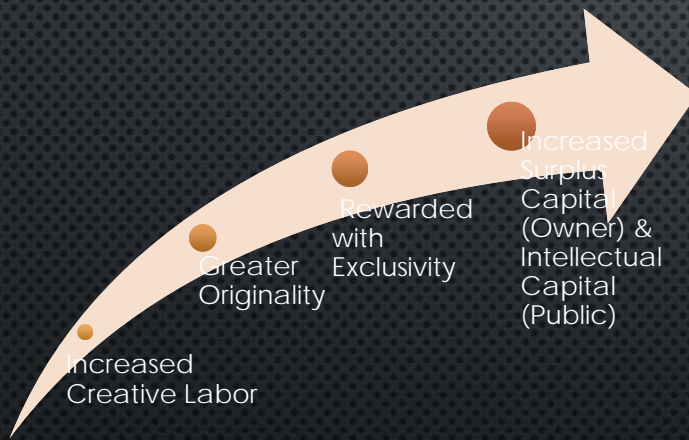 Increased
Creative Labor
Greater
Originality
Rewarded
with
Exclusivity
Increased
Surplus
Capital
(Owner) &
Intellectual
Capital
(Public)